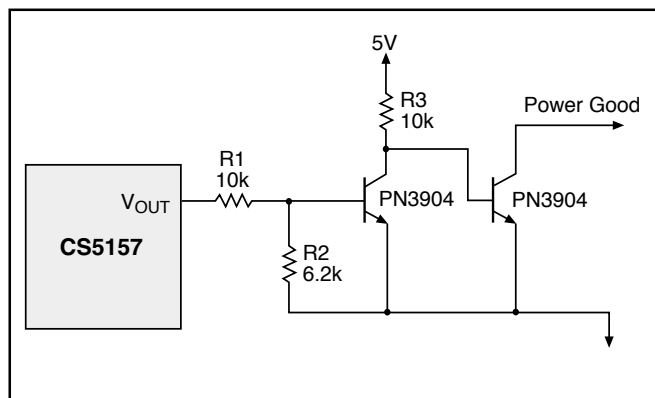 5V
R3
10k
Power Good
R1
10k
PN3904
PN3904
VOUT
CS5157
R2
6.2k